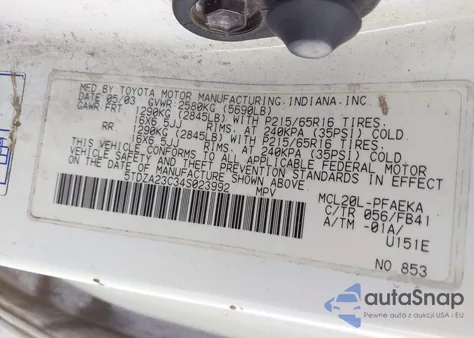 MFD BY TOYOTA MOTOR MANUFACTURING.INDIANA.INC.
DATE 05/03 GVWR 2580KG (5690LB)
GAWR FRT 1290KG (2845LB) WITH P215/65R16 TIRES.
16X6.5JJ RIMS, AT 240KPA (35PSI) COLD.
RR 1290KG (2845LB) WITH P215/65R16 TIRES.
16X6.5JJ RIMS, AT 240KPA (35PSI) COLD.
THIS VEHICLE CONFORMS TO ALL APPLICABLE FEDERAL MOTOR
VEHICLE SAFETY AND THEFT PREVENTION STANDARDS IN EFFECT
ON THE DATE OF MANUFACTURE SHOWN ABOVE
5TDZA23C34S023992 MPV
MCL20L-PFAEKA
C/TR 056/FB41
A/TM -01A/
U151E
NO 853
autoSnap
Pewne auta z aukcji USA - EU